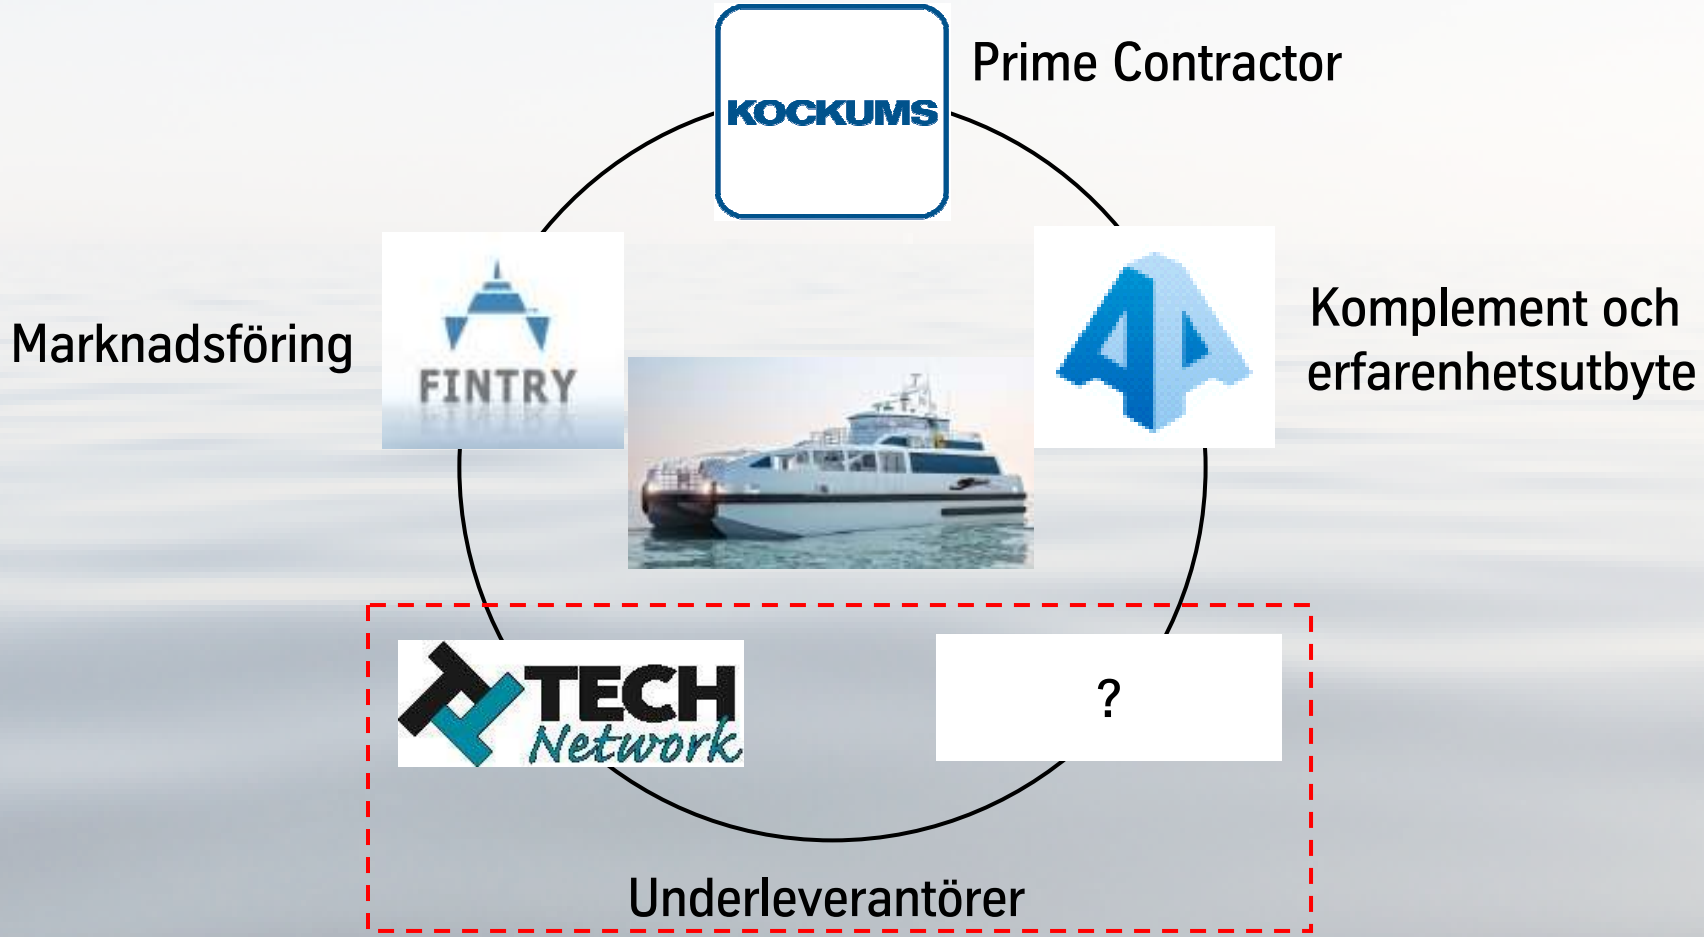 KOCKUMS
Prime Contractor
Marknadsföring
FINTRY
Komplement och
erfarenhetsutbyte
TECH
Network
?
Underleverantörer